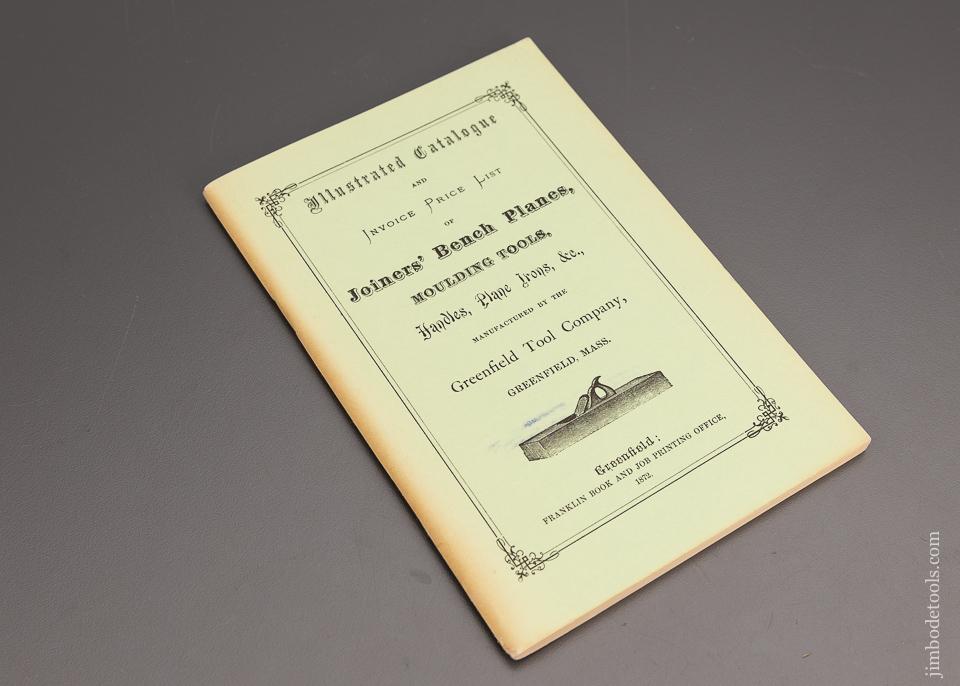 Illustrated Catalogue
AND
INVOICE PRICE LIST
OF
Joiners' Bench Planes,
MOULDING TOOLS,
Handles, Plane Irons, &c.,
MANUFACTURED BY THE
Greenfield Tool Company,
GREENFIELD, MASS.
Greenfield:
FRANKLIN BOOK AND JOB PRINTING OFFICE,
1872.
jimbodetools.com